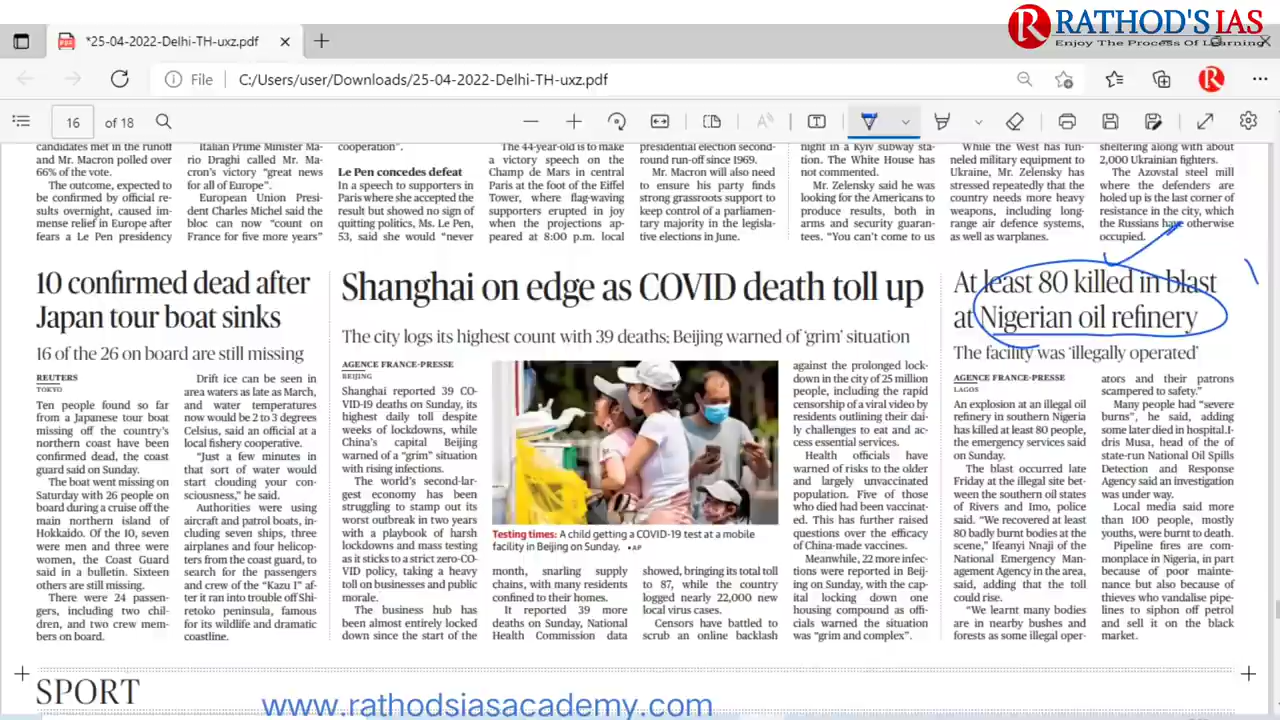 RATHOD'S IAS
Enjoy The Process Of Learning
*25-04-2022-Delhi-TH-uxz.pdf
File
C:/Users/user/Downloads/25-04-2022-Delhi-TH-uxz.pdf
16
of 18
candidates met in the runoff
and Mr. Macron polled over
66% of the vote.
The outcome, expected to
be confirmed by official re-
sults overnight, caused im-
mense relief in Europe after
fears a Le Pen presidency
Italian Prime Minister Ma-
rio Draghi called Mr. Ma-
cron's victory "great news
for all of Europe".
European Union Presi-
dent Charles Michel said the
bloc can now "count on
France for five more years"
cooperation".
Le Pen concedes defeat
In a speech to supporters in
Paris where she accepted the
result but showed no sign of
quitting politics, Ms. Le Pen,
53, said she would "never
The 44-year-old is to make
a victory speech on the
Champ de Mars in central
Paris at the foot of the Eiffel
Tower, where flag-waving
supporters erupted in joy
when the projections ap-
peared at 8:00 p.m. local
presidential election second-
round run-off since 1969.
Mr. Macron will also need
to ensure his party finds
strong grassroots support to
keep control of a parliamen-
tary majority in the legisla-
tive elections in June.
night in a Kyiv subway sta-
tion. The White House has
not commented.
Mr. Zelensky said he was
looking for the Americans to
produce results, both in
arms and security guaran-
tees. "You can't come to us
While the West has fun-
neled military equipment to
Ukraine, Mr. Zelensky has
stressed repeatedly that the
country needs more heavy
weapons, including long-
range air defence systems,
as well as warplanes.
sheltering along with about
2,000 Ukrainian fighters.
The Azovstal steel mill
where the defenders are
holed up is the last corner of
resistance in the city, which
the Russians have otherwise
occupied.
10 confirmed dead after
Japan tour boat sinks
16 of the 26 on board are still missing
REUTERS
TOKYO
Ten people found so far
from a Japanese tour boat
missing off the country's
northern coast have been
confirmed dead, the coast
guard said on Sunday.
The boat went missing on
Saturday with 26 people on
board during a cruise off the
main northern island of
Hokkaido. Of the 10, seven
were men and three were
women, the Coast Guard
said in a bulletin. Sixteen
others are still missing.
There were 24 passen-
gers, including two chil-
dren, and two crew mem-
bers on board.
Drift ice can be seen in
area waters as late as March,
and water temperatures
now would be 2 to 3 degrees
Celsius, said an official at a
local fishery cooperative.
"Just a few minutes in
that sort of water would
start clouding your con-
sciousness," he said.
Authorities were using
aircraft and patrol boats, in-
cluding seven ships, three
airplanes and four helicop-
ters from the coast guard, to
search for the passengers
and crew of the "Kazu I" af-
ter it ran into trouble off Shi-
retoko peninsula, famous
for its wildlife and dramatic
coastline.
Shanghai on edge as COVID death toll up
The city logs its highest count with 39 deaths; Beijing warned of 'grim' situation
AGENCE FRANCE-PRESSE
BEIJING
Shanghai reported 39 CO-
VID-19 deaths on Sunday, its
highest daily toll despite
weeks of lockdowns, while
China's capital Beijing
warned of a "grim" situation
with rising infections.
The world's second-lar-
gest economy has been
struggling to stamp out its
worst outbreak in two years
with a playbook of harsh
lockdowns and mass testing
as it sticks to a strict zero-CO-
VID policy, taking a heavy
toll on businesses and public
morale.
The business hub has
been almost entirely locked
down since the start of the
Testing times: A child getting a COVID-19 test at a mobile
facility in Beijing on Sunday. •AP
month, snarling supply
chains, with many residents
confined to their homes.
It reported 39 more
deaths on Sunday, National
Health Commission data
showed, bringing its total toll
to 87, while the country
logged nearly 22,000 new
local virus cases.
Censors have battled to
scrub an online backlash
against the prolonged lock-
down in the city of 25 million
people, including the rapid
censorship of a viral video by
residents outlining their dai-
ly challenges to eat and ac-
cess essential services.
Health officials have
warned of risks to the older
and largely unvaccinated
population. Five of those
who died had been vaccinat-
ed. This has further raised
questions over the efficacy
of China-made vaccines.
Meanwhile, 22 more infec-
tions were reported in Beij-
ing on Sunday, with the cap-
ital locking down one
housing compound as offi-
cials warned the situation
was "grim and complex".
At least 80 killed in blast
at Nigerian oil refinery
The facility was 'illegally operated'
AGENCE FRANCE-PRESSE
LAGOS
An explosion at an illegal oil
refinery in southern Nigeria
has killed at least 80 people,
the emergency services said
on Sunday.
The blast occurred late
Friday at the illegal site bet-
ween the southern oil states
of Rivers and Imo, police
said. "We recovered at least
80 badly burnt bodies at the
scene," Ifeanyi Nnaji of the
National Emergency Man-
agement Agency in the area,
said, adding that the toll
could rise.
"We learnt many bodies
are in nearby bushes and
forests as some illegal oper-
ators and their patrons
scampered to safety."
Many people had "severe
burns", he said, adding
some later died in hospital.I-
dris Musa, head of the of
state-run National Oil Spills
Detection and Response
Agency said an investigation
was under way.
Local media said more
than 100 people, mostly
youths, were burnt to death.
Pipeline fires are com-
monplace in Nigeria, in part
because of poor mainte-
nance but also because of
thieves who vandalise pipe-
lines to siphon off petrol
and sell it on the black
market.
SPORT
www.rathodsiasacademy.com